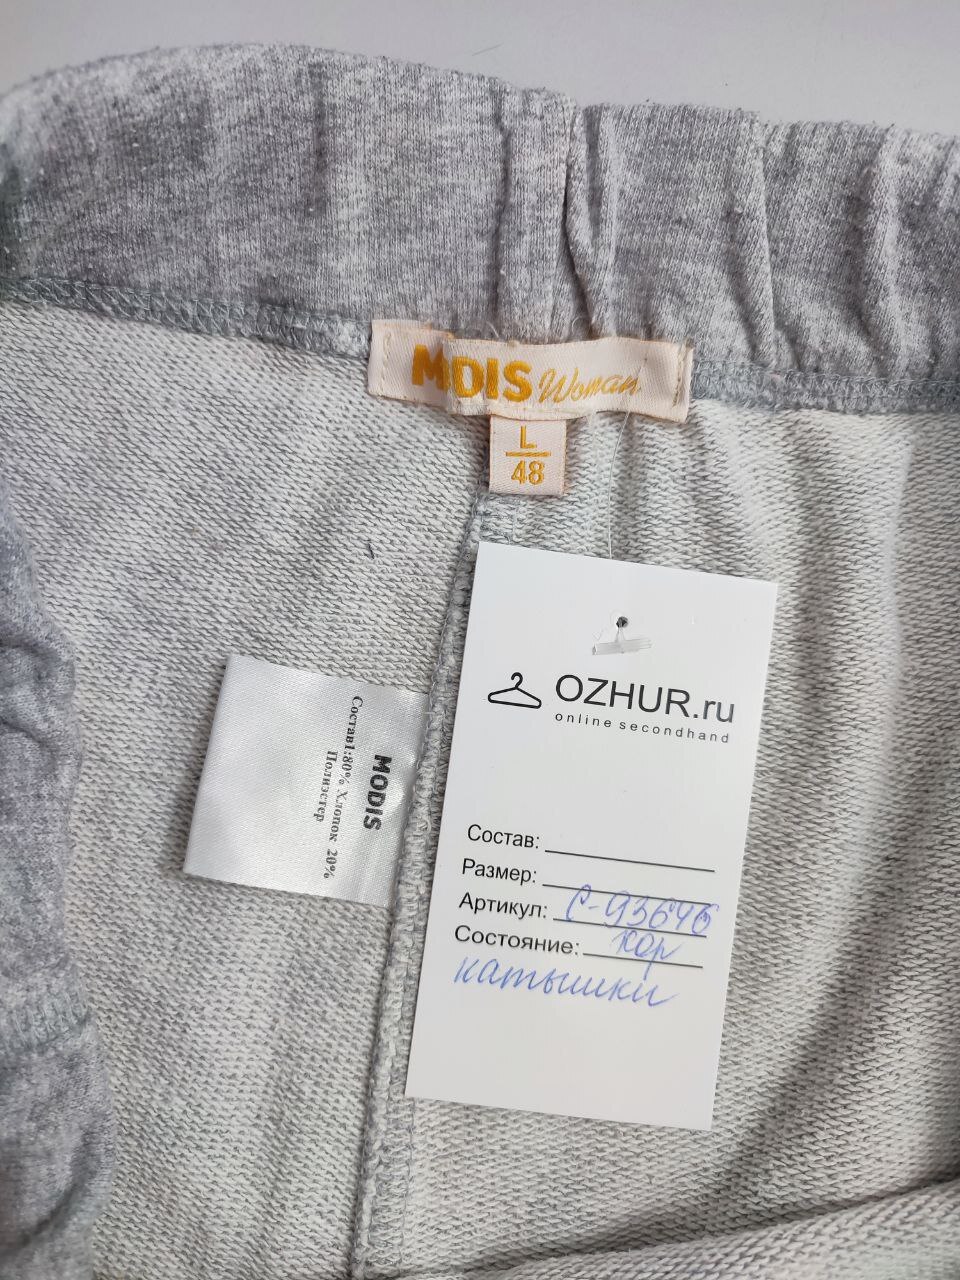 MODIS Woman
L
48
MODIS
Состав1:80% Хлопок 20%
Полиэстер
OZHUR.ru
online secondhand
Состав:
Размер:
Артикул: С-93646
Состояние: хор
катышки